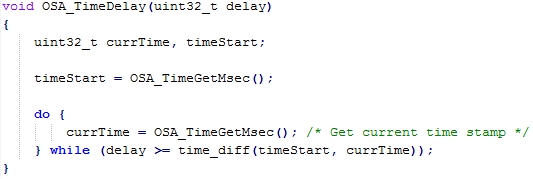 void OSA_TimeDelay(uint32_t delay)
{
    uint32_t currTime, timeStart;

    timeStart = OSA_TimeGetMsec();

    do {
        currTime = OSA_TimeGetMsec(); /* Get current time stamp */
    } while (delay >= time_diff(timeStart, currTime));
}